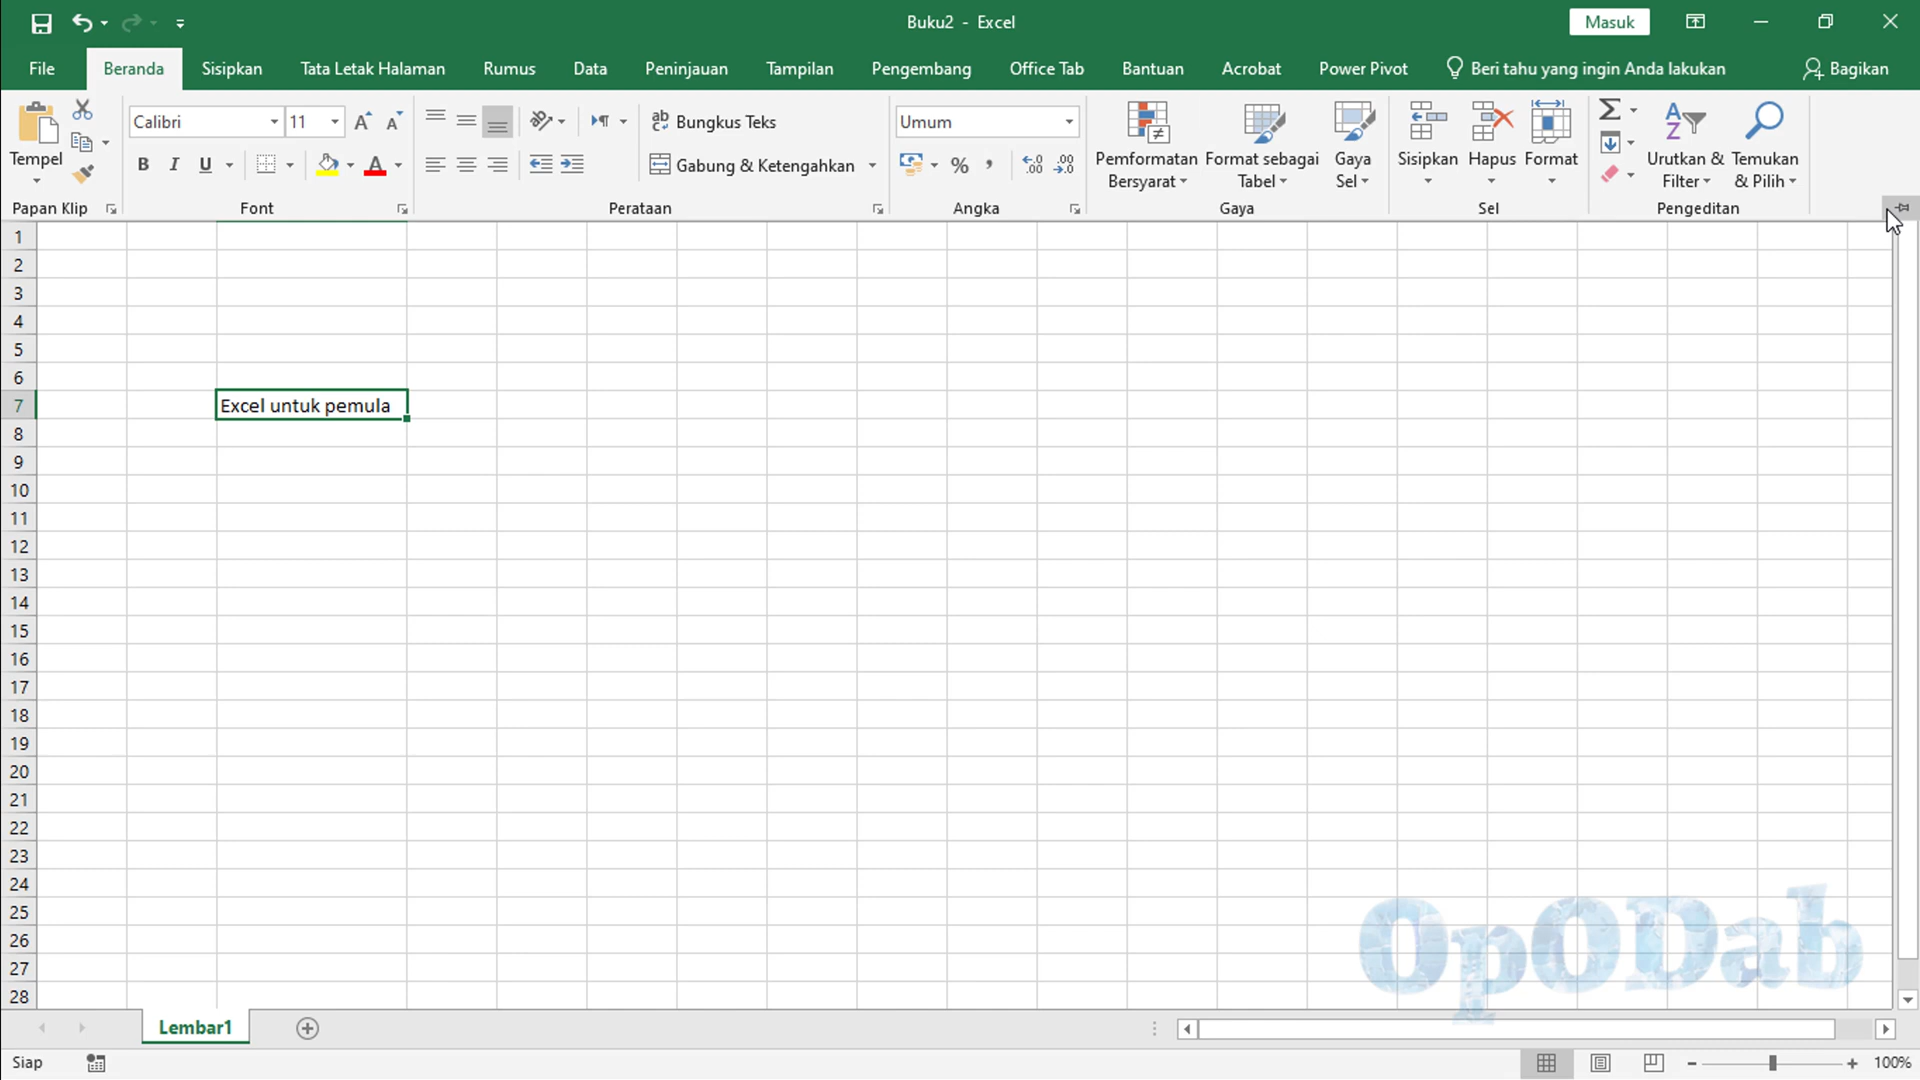 Buku2 - Excel
Masuk
File Beranda Sisipkan Tata Letak Halaman Rumus Data Peninjauan Tampilan Pengembang Office Tab Bantuan Acrobat Power Pivot Beri tahu yang ingin Anda lakukan Bagikan
Calibri 11 Bungkus Teks Umum
Tempel B I U Gabung & Ketengahkan % Pemformatan Bersyarat Format sebagai Tabel Gaya Sel Sisipkan Hapus Format Urutkan & Filter Temukan & Pilih
Papan Klip Font Perataan Angka Gaya Sel Pengeditan
1
2
3
4
5
6
7 Excel untuk pemula
8
9
10
11
12
13
14
15
16
17
18
19
20
21
22
23
24
25
26
27
28
OpODab
Lembar1
Siap 100%